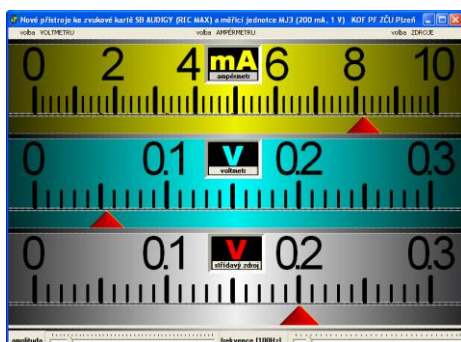 Nové přístroje ke zvukové kartě SB AUDIGY (REC MAX) a měřicí jednotce MJ3 (200 mA, 1 V) KOF PF ZČU Plzeň
volba VOLTMETRU volba AMPÉRMETRU volba ZDROJE
0 2 4 mA 6 8 10
ampérmetr
0 0.1 V 0.2 0.3
voltmetr
0 0.1 V 0.2 0.3
střídavý zdroj
amplituda frekvence [100Hz]